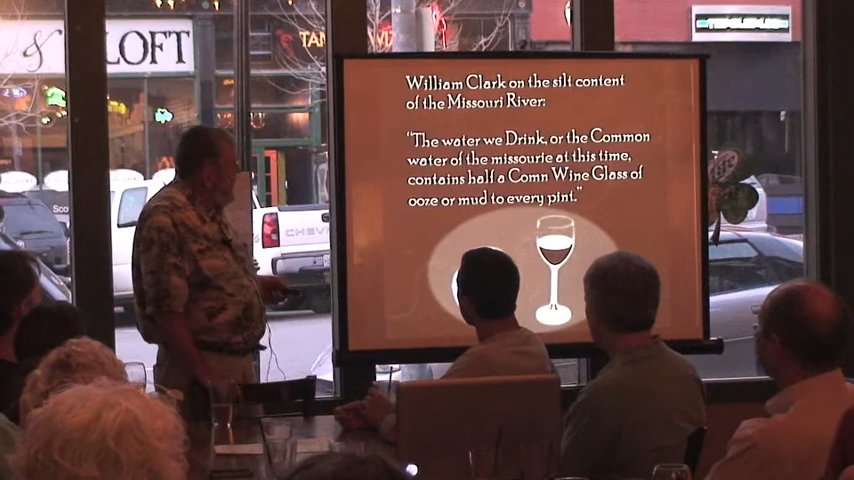 & LOFT
William Clark on the silt content
of the Missouri River:
"The water we Drink, or the Common
water of the missourie at this time,
contains half a Comn Wine Glass of
ooze or mud to every pint."
CHEVR